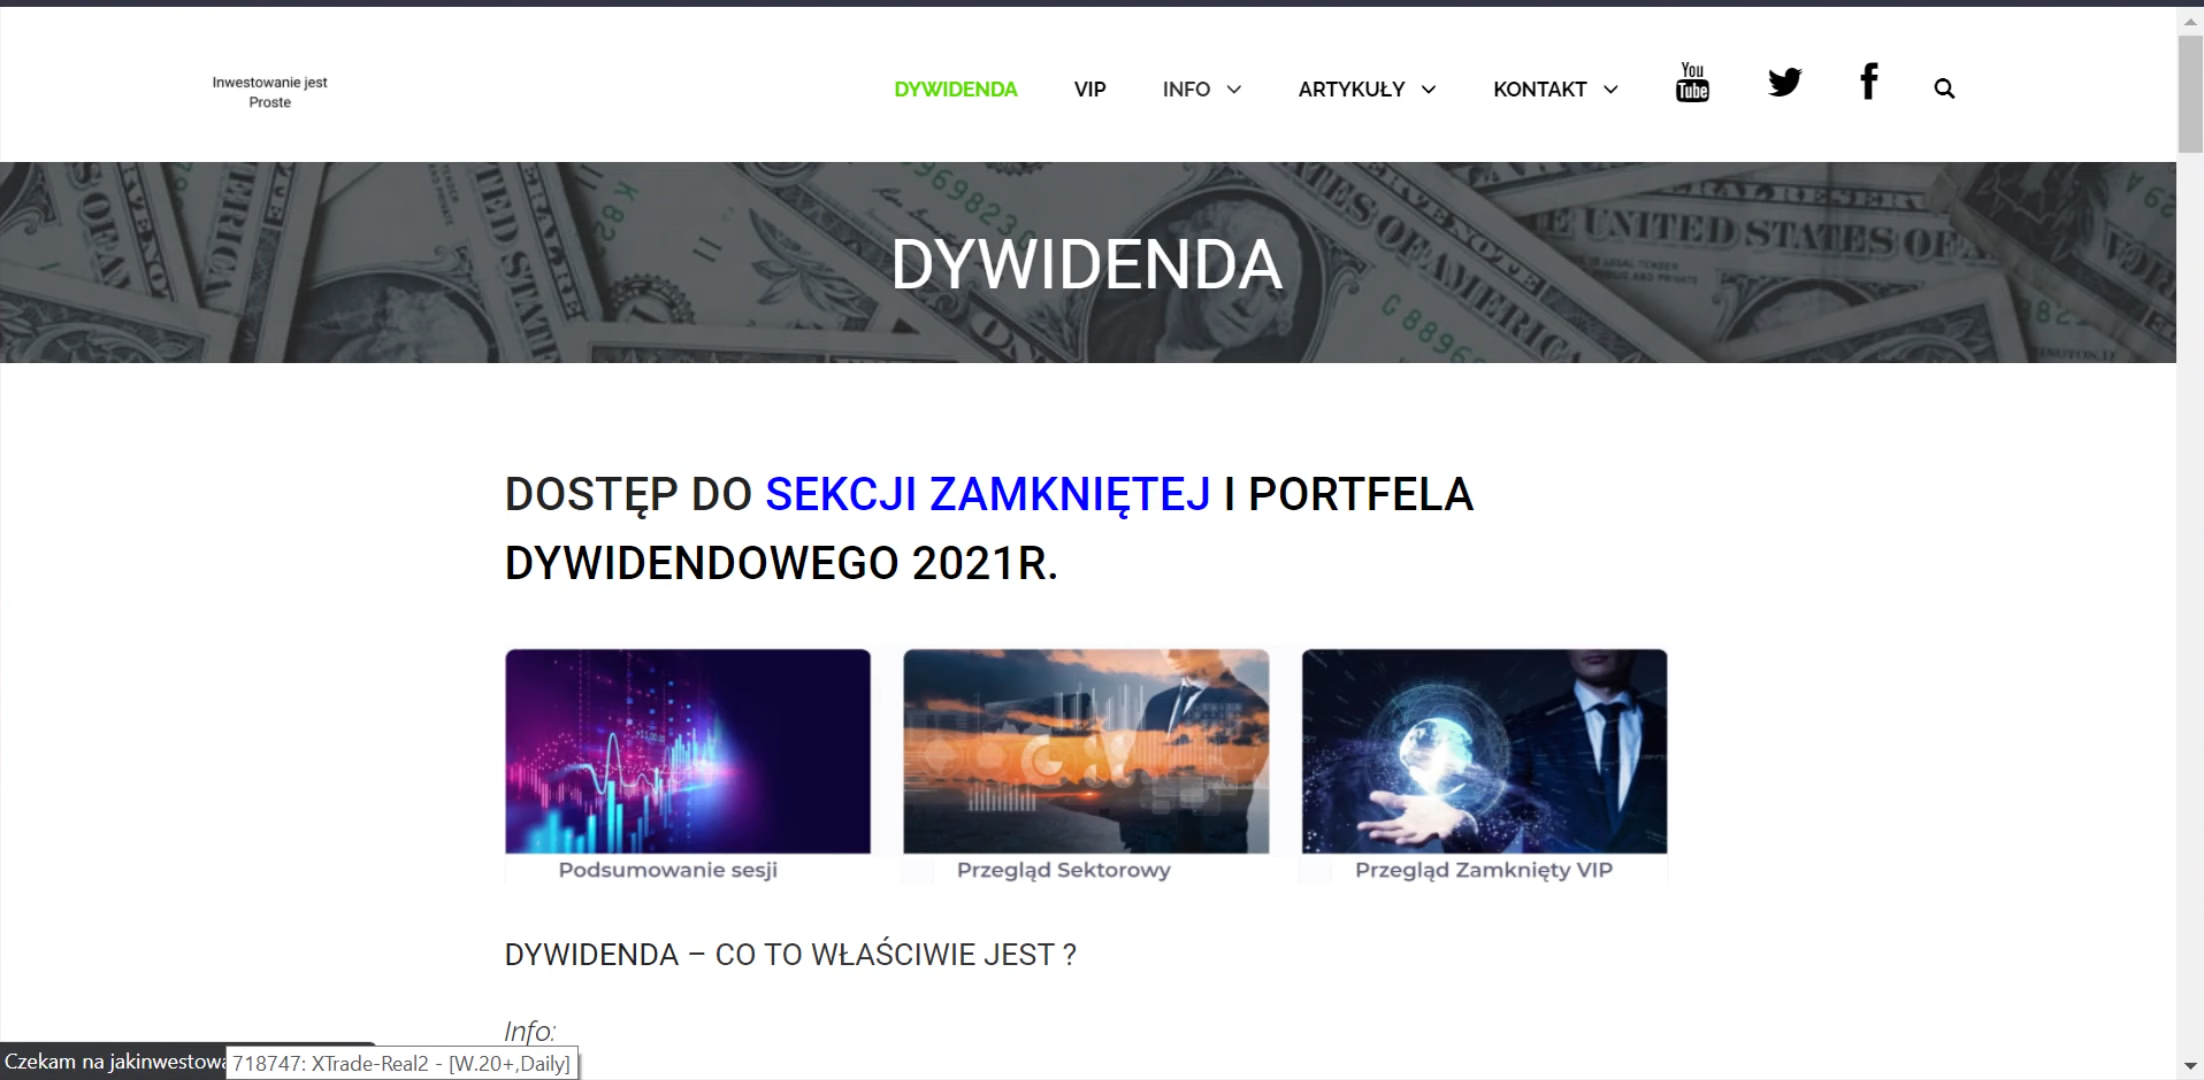 Inwestowanie jest
Proste
DYWIDENDA
VIP
INFO
ARTYKUŁY
KONTAKT
You
Tube
DYWIDENDA
DOSTĘP DO SEKCJI ZAMKNIĘTEJ I PORTFELA
DYWIDENDOWEGO 2021R.
Podsumowanie sesji
Przegląd Sektorowy
Przegląd Zamknięty VIP
DYWIDENDA – CO TO WŁAŚCIWIE JEST ?
Info:
Czekam na jakinwestowa
718747: XTrade-Real2 - [W.20+,Daily]